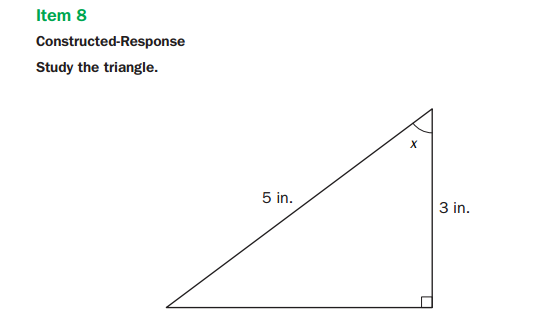 Item 8
Constructed-Response
Study the triangle.
x
5 in.
3 in.